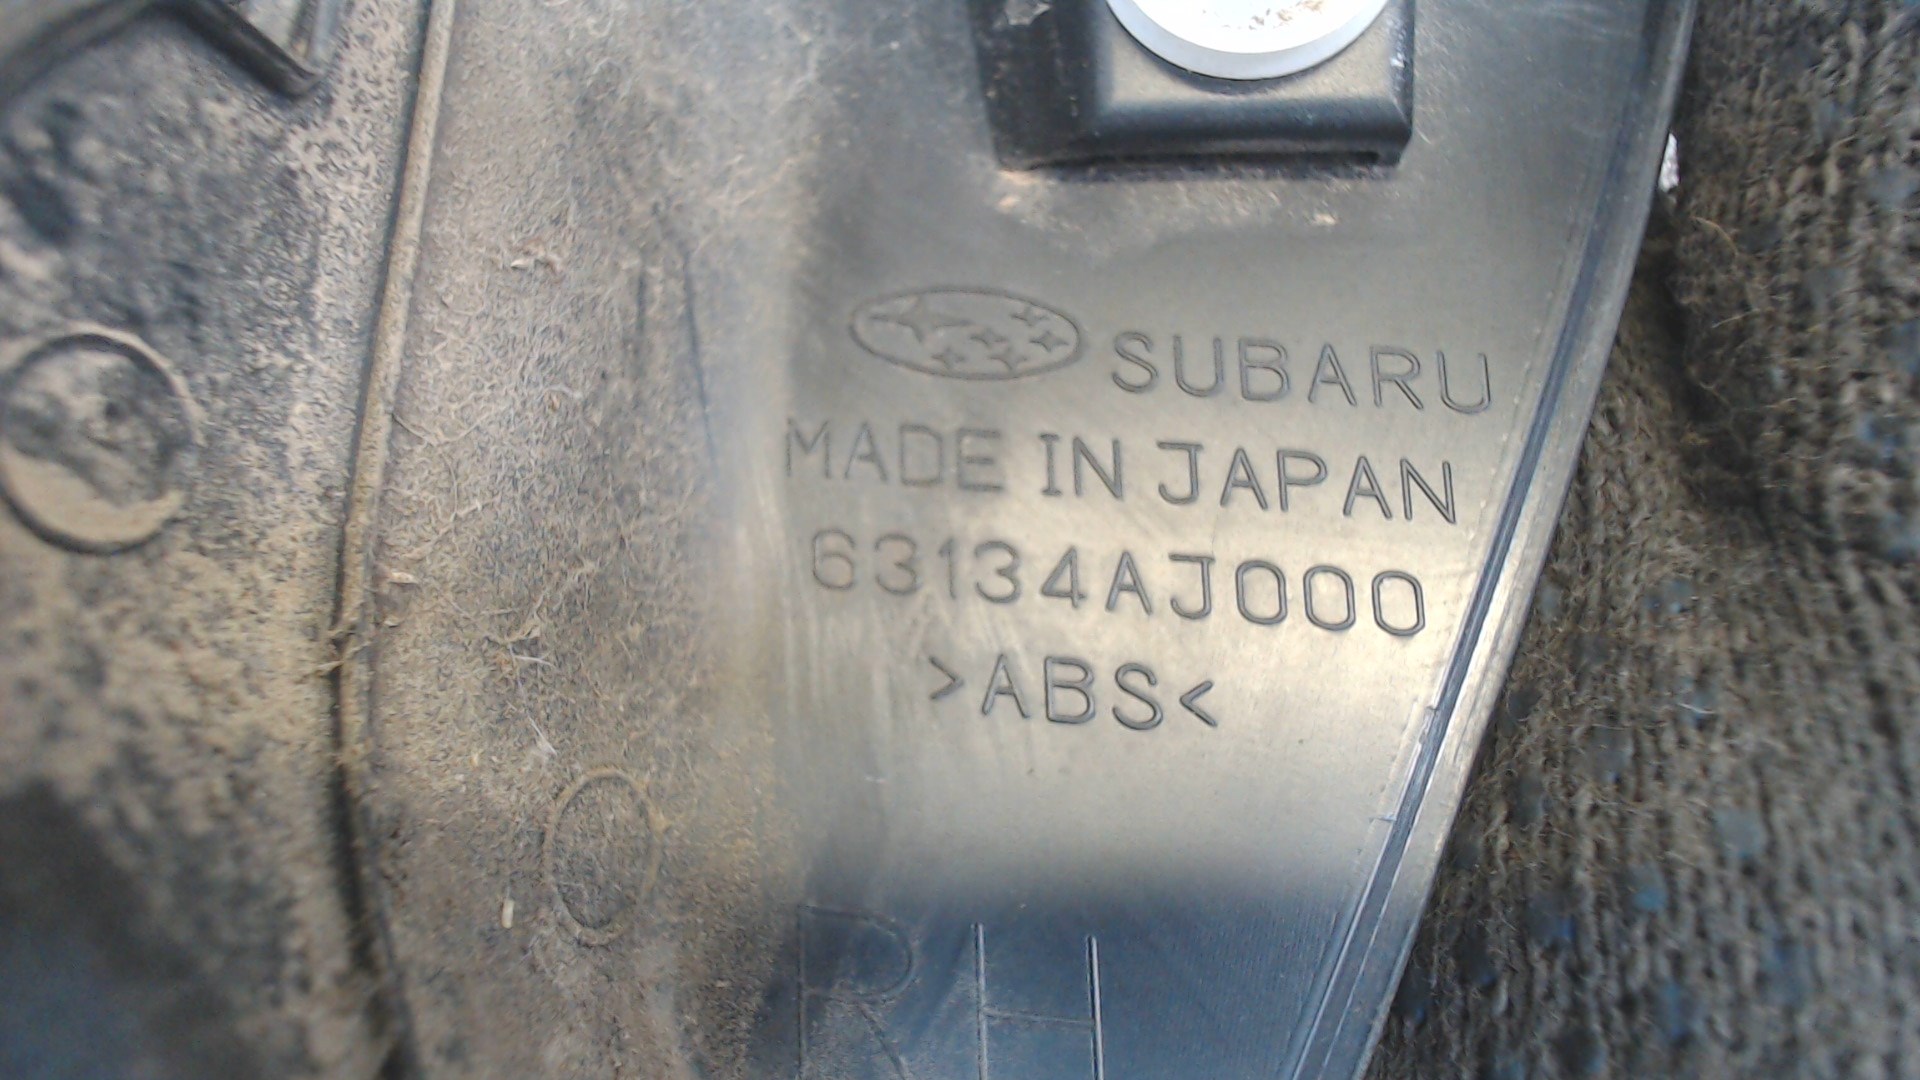 SUBARU
MADE IN JAPAN
63134AJ000
>ABS<
RH